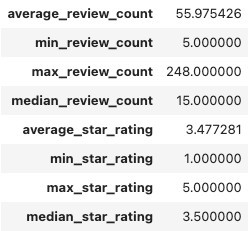 average_review_count 55.975426
min_review_count 5.000000
max_review_count 248.000000
median_review_count 15.000000
average_star_rating 3.477281
min_star_rating 1.000000
max_star_rating 5.000000
median_star_rating 3.500000